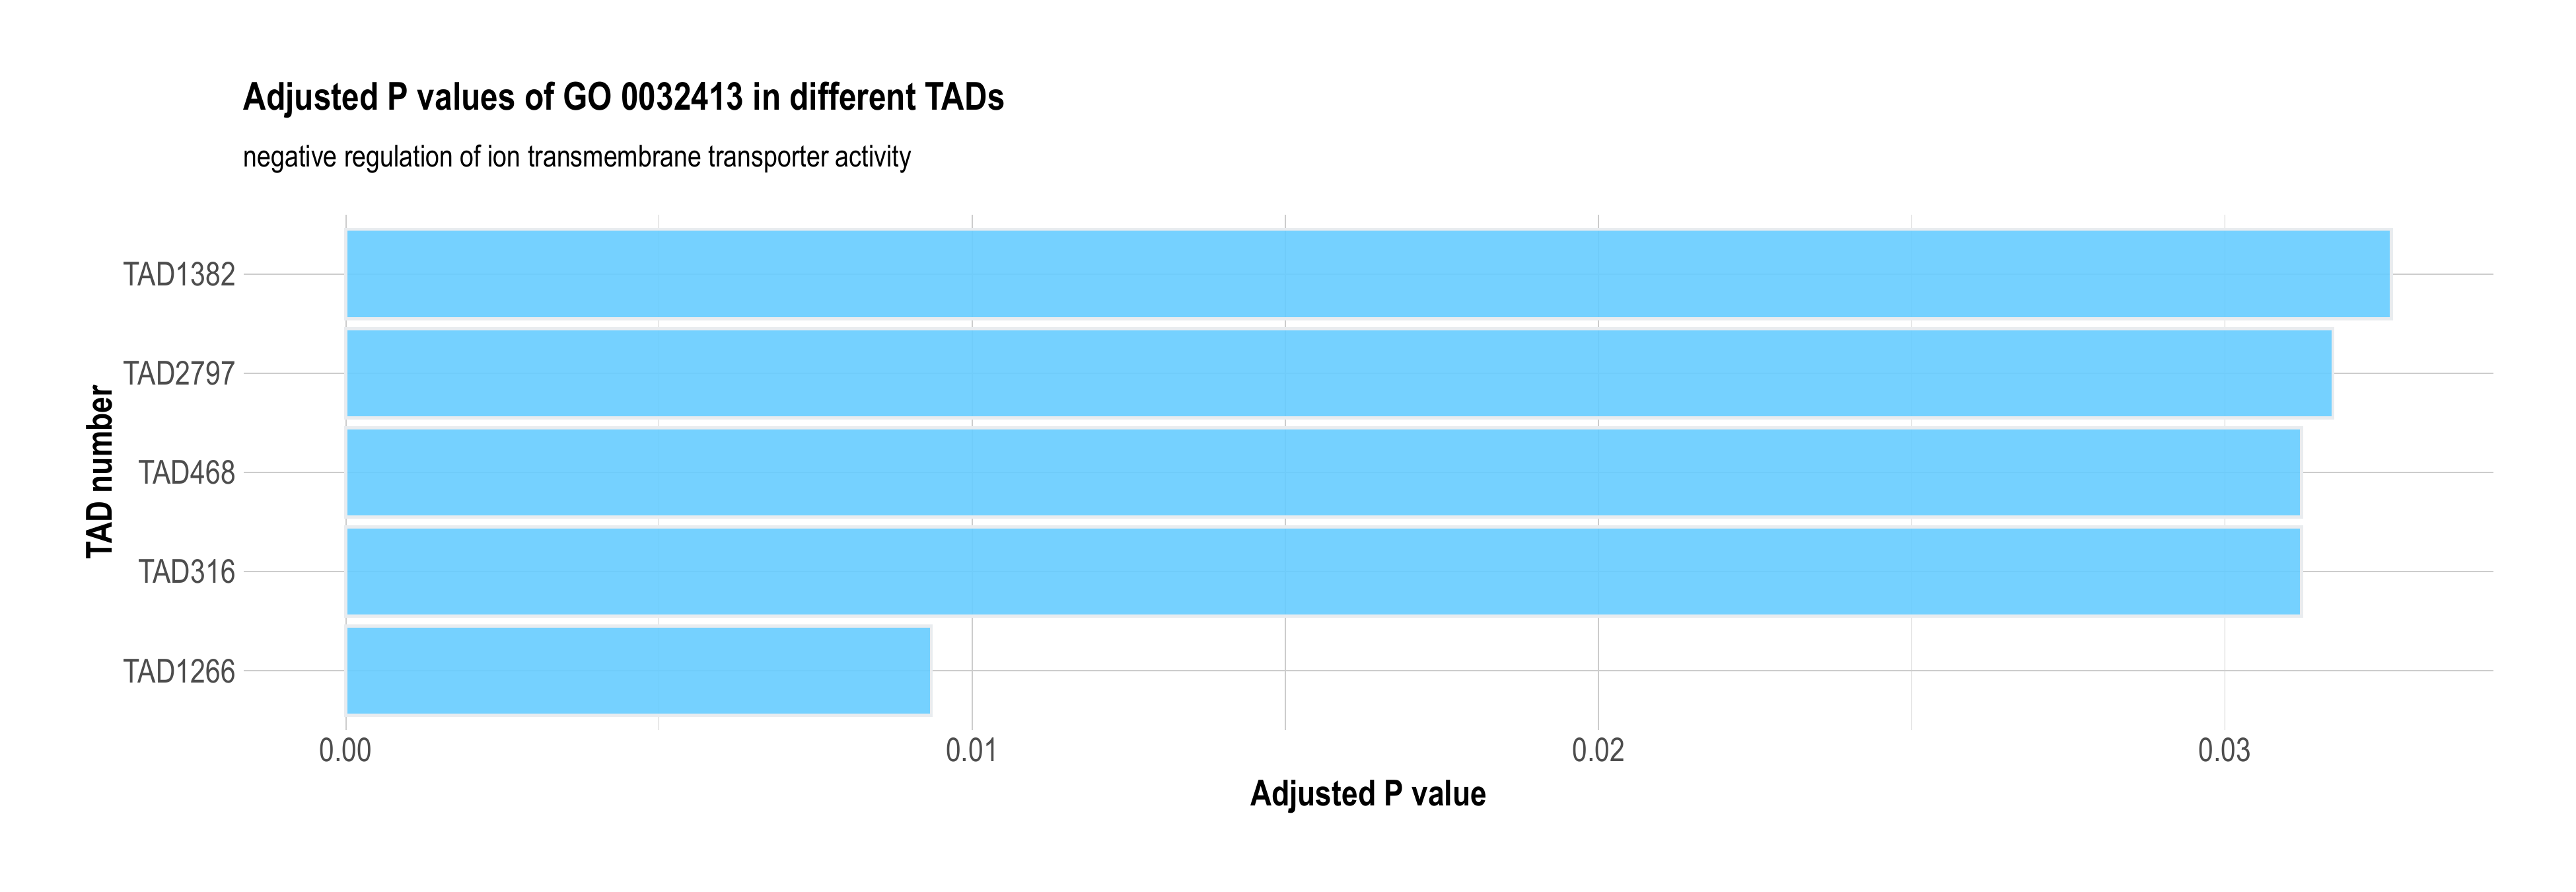 Adjusted P values of GO 0032413 in different TADs
negative regulation of ion transmembrane transporter activity
TAD number
TAD1382
TAD2797
TAD468
TAD316
TAD1266
0.00 0.01 0.02 0.03
Adjusted P value